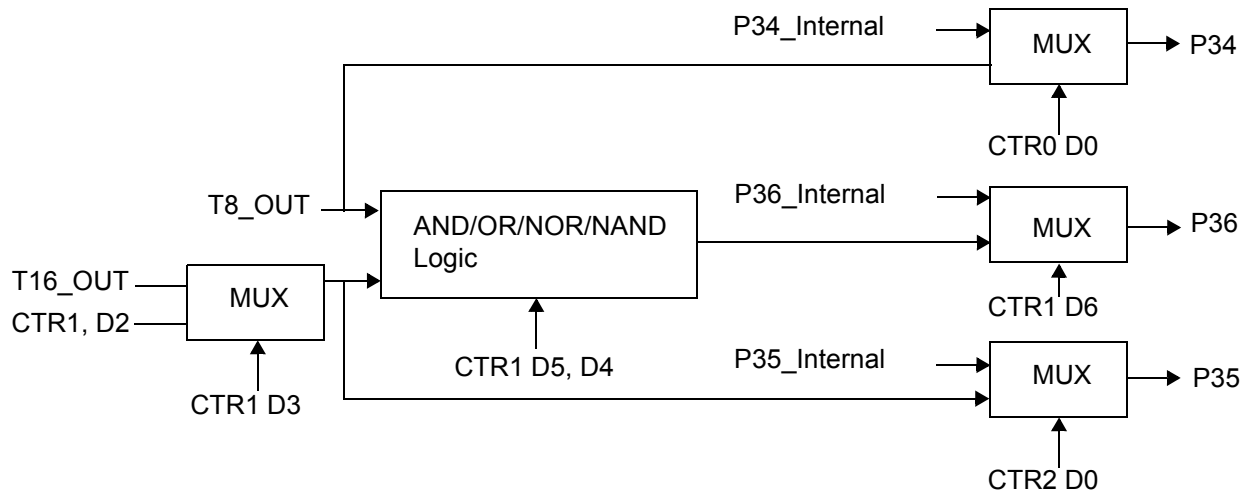 P34_Internal
MUX
P34
CTR0 D0
T8_OUT
AND/OR/NOR/NAND
Logic
P36_Internal
MUX
P36
CTR1 D6
T16_OUT
CTR1, D2
MUX
CTR1 D3
CTR1 D5, D4
P35_Internal
MUX
P35
CTR2 D0